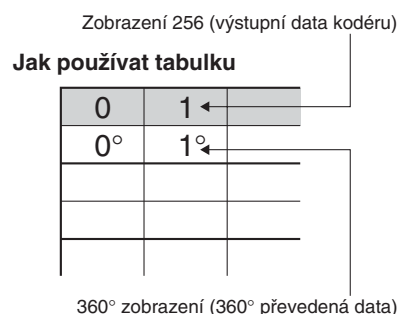 Zobrazení 256 (výstupní data kodéru)
Jak používat tabulku
0 1
0° 1°
360° zobrazení (360° převedená data)